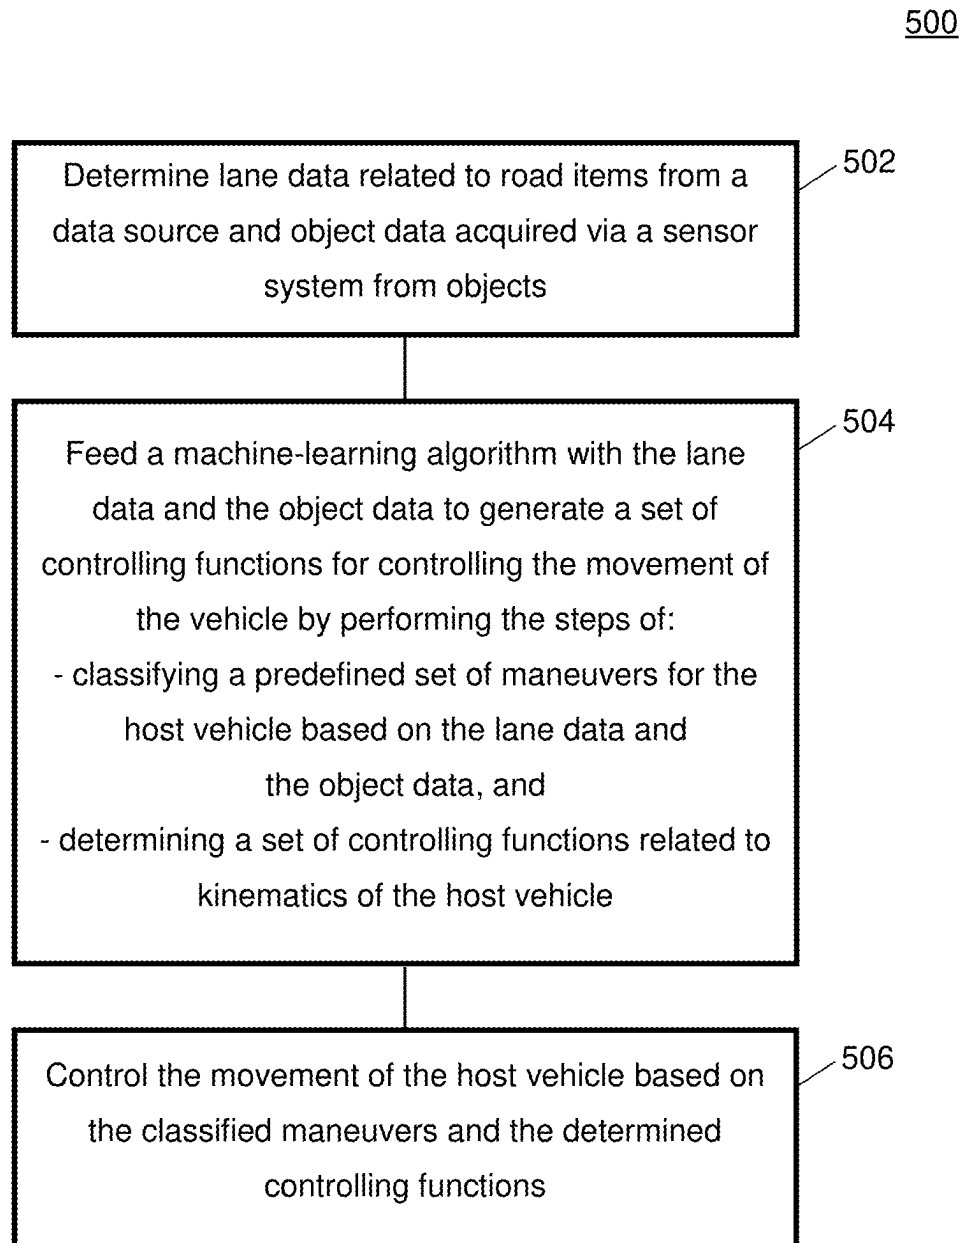 500
502
Determine lane data related to road items from a
data source and object data acquired via a sensor
system from objects
504
Feed a machine-learning algorithm with the lane
data and the object data to generate a set of
controlling functions for controlling the movement of
the vehicle by performing the steps of:
- classifying a predefined set of maneuvers for the
host vehicle based on the lane data and
the object data, and
- determining a set of controlling functions related to
kinematics of the host vehicle
506
Control the movement of the host vehicle based on
the classified maneuvers and the determined
controlling functions